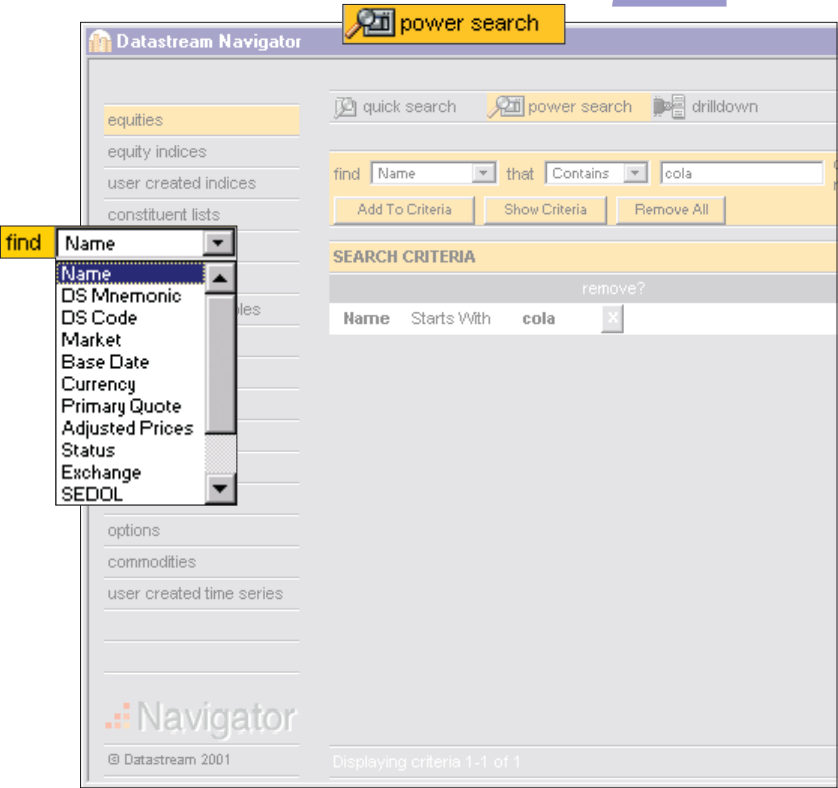 power search
Datastream Navigator
quick search power search drilldown
equities
equity indices
user created indices
constituent lists
find Name that Contains cola
Add To Criteria Show Criteria Remove All
SEARCH CRITERIA
remove?
Name Starts With cola X
find Name
Name
DS Mnemonic
DS Code
Market
Base Date
Currency
Primary Quote
Adjusted Prices
Status
Exchange
SEDOL
options
commodities
user created time series
Navigator
© Datastream 2001
Displaying criteria 1-1 of 1